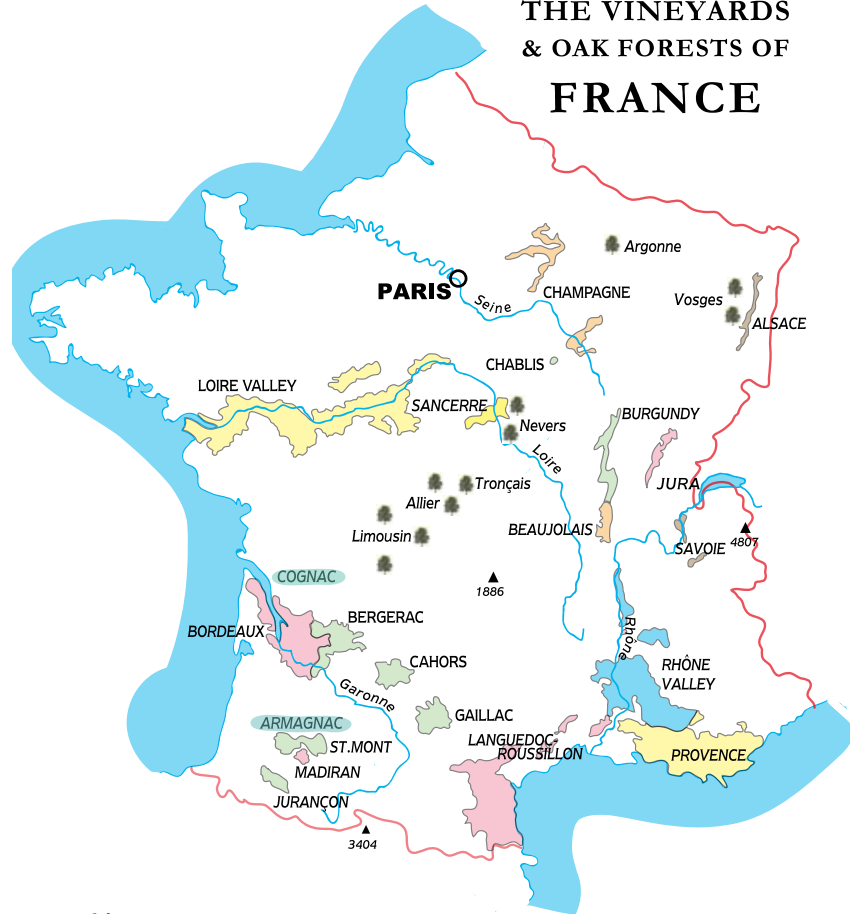 THE VINEYARDS
& OAK FORESTS OF
FRANCE
Argonne
PARIS
Seine
CHAMPAGNE
Vosges
ALSACE
CHABLIS
LOIRE VALLEY
SANCERRE
BURGUNDY
Nevers
Loire
JURA
Tronçais
Allier
Limousin
BEAUJOLAIS
SAVOIE
4807
COGNAC
1886
BORDEAUX
BERGERAC
Rhône
CAHORS
RHÔNE
VALLEY
Garonne
GAILLAC
ARMAGNAC
ST.MONT
LANGUEDOC-
ROUSSILLON
PROVENCE
MADIRAN
JURANÇON
3404